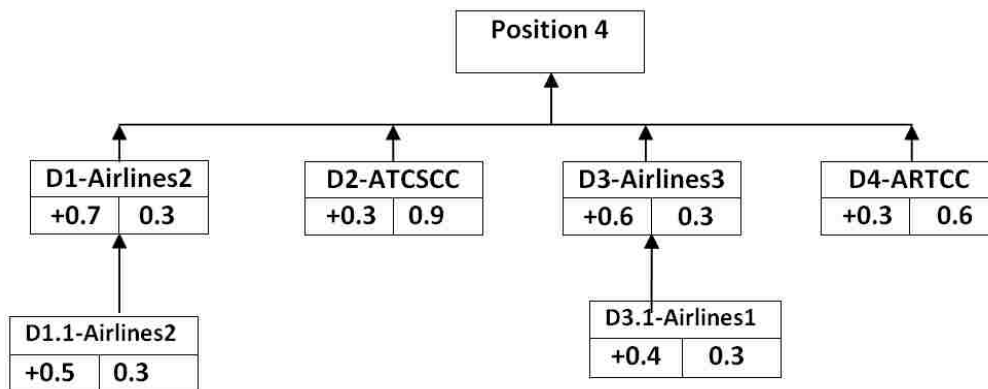 Position 4
D1-Airlines2
+0.7 0.3
D2-ATCSCC
+0.3 0.9
D3-Airlines3
+0.6 0.3
D4-ARTCC
+0.3 0.6
D1.1-Airlines2
+0.5 0.3
D3.1-Airlines1
+0.4 0.3